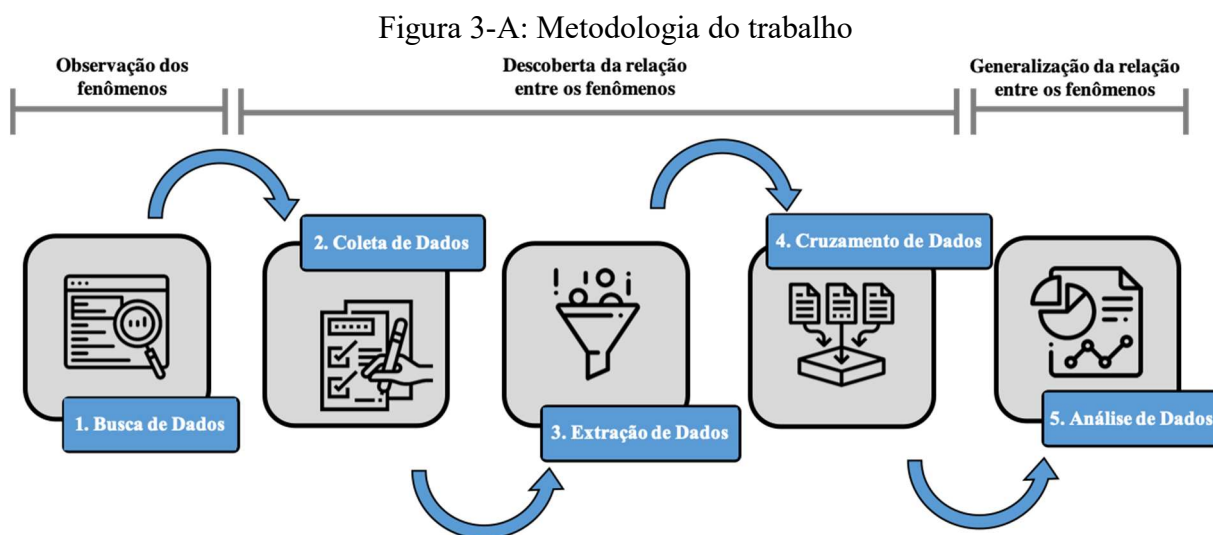 Figura 3-A: Metodologia do trabalho
Observação dos
fenômenos
Descoberta da relação
entre os fenômenos
Generalização da relação
entre os fenômenos
1. Busca de Dados
2. Coleta de Dados
3. Extração de Dados
4. Cruzamento de Dados
5. Análise de Dados